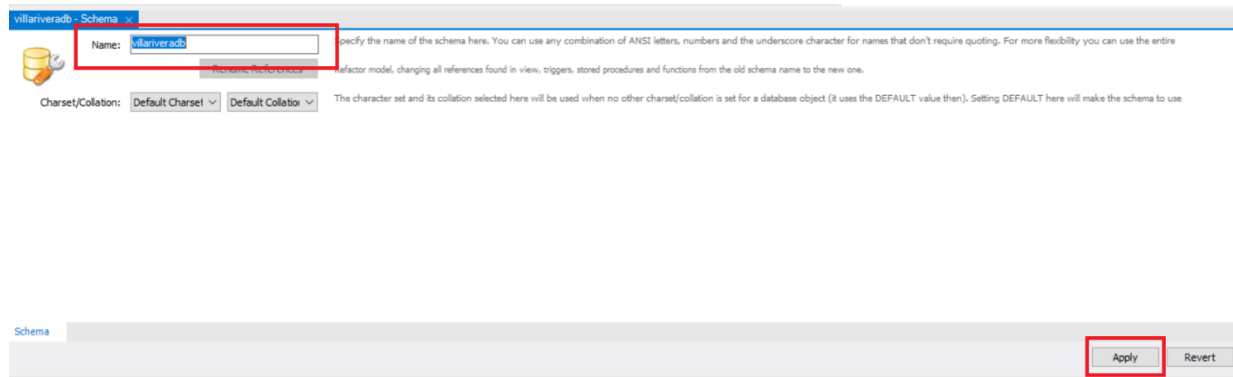 villariveradb - Schema ×
Name: villariveradb Specify the name of the schema here. You can use any combination of ANSI letters, numbers and the underscore character for names that don't require quoting. For more flexibility you can use the entire
Rename References Refactor model, changing all references found in view, triggers, stored procedures and functions from the old schema name to the new one.
Charset/Collation: Default Charset Default Collation The character set and its collation selected here will be used when no other charset/collation is set for a database object (it uses the DEFAULT value then). Setting DEFAULT here will make the schema to use
Schema
Apply Revert